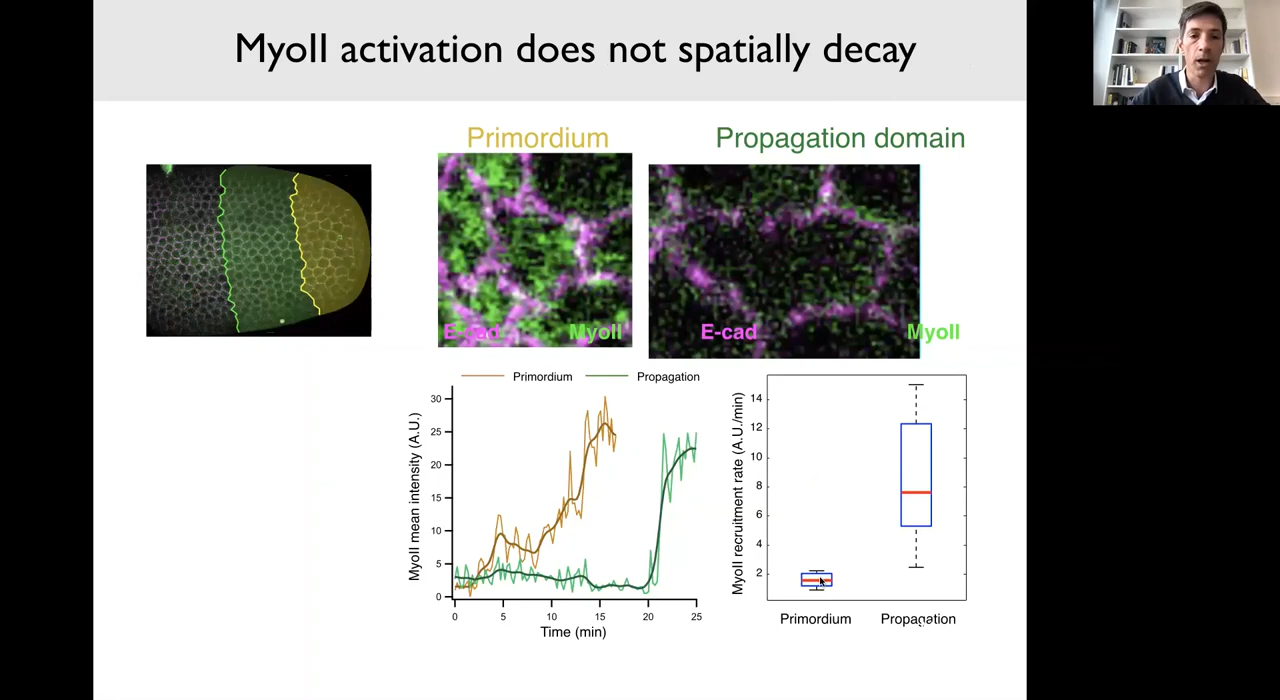 MyoII activation does not spatially decay
Primordium
Propagation domain
E-cad
MyoII
E-cad
MyoII
Primordium
Propagation
MyoII mean intensity (A.U.)
30
25
20
15
10
5
0
0
5
10
15
20
25
Time (min)
MyoII recruitment rate (A.U./min)
14
12
10
8
6
4
2
Primordium
Propagation